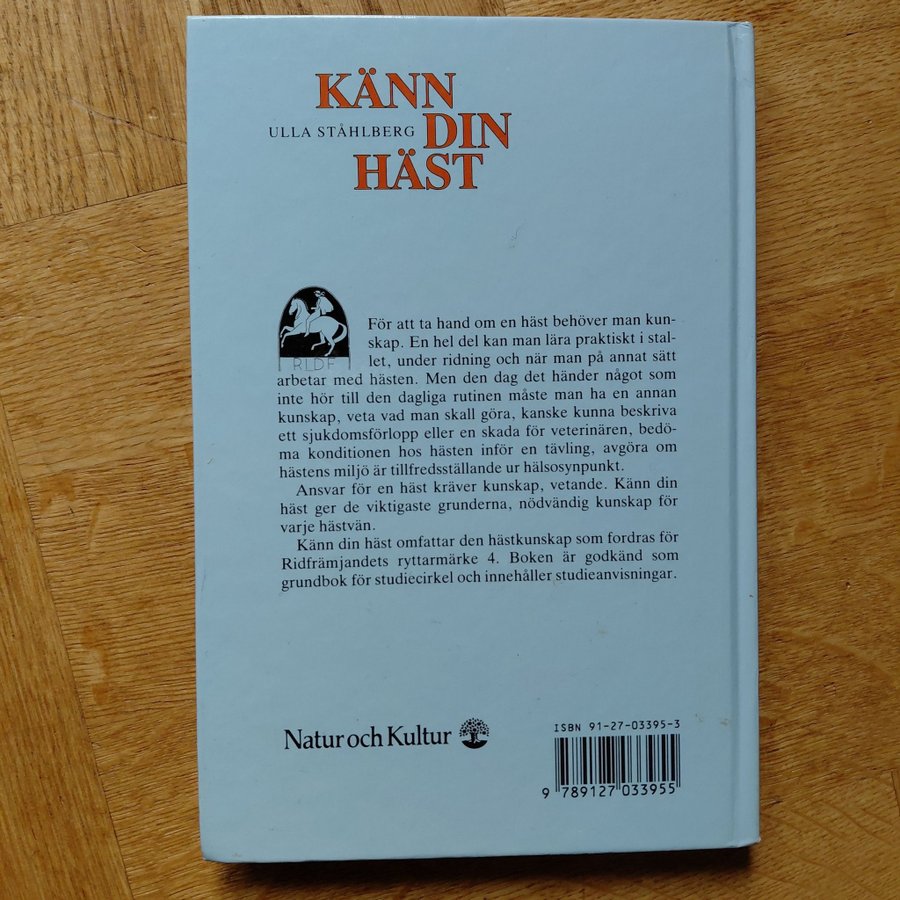 KÄNN
ULLA STÅHLBERG DIN
HÄST
RIDF
För att ta hand om en häst behöver man kun-
skap. En hel del kan man lära praktiskt i stal-
let, under ridning och när man på annat sätt
arbetar med hästen. Men den dag det händer något som
inte hör till den dagliga rutinen måste man ha en annan
kunskap, veta vad man skall göra, kanske kunna beskriva
ett sjukdomsförlopp eller en skada för veterinären, bedö-
ma konditionen hos hästen inför en tävling, avgöra om
hästens miljö är tillfredsställande ur hälsosynpunkt.
Ansvar för en häst kräver kunskap, vetande. Känn din
häst ger de viktigaste grunderna, nödvändig kunskap för
varje hästvän.
Känn din häst omfattar den hästkunskap som fordras för
Ridfrämjandets ryttarmärke 4. Boken är godkänd som
grundbok för studiecirkel och innehåller studieanvisningar.
Natur och Kultur
ISBN 91-27-03395-3
9 789127 033955